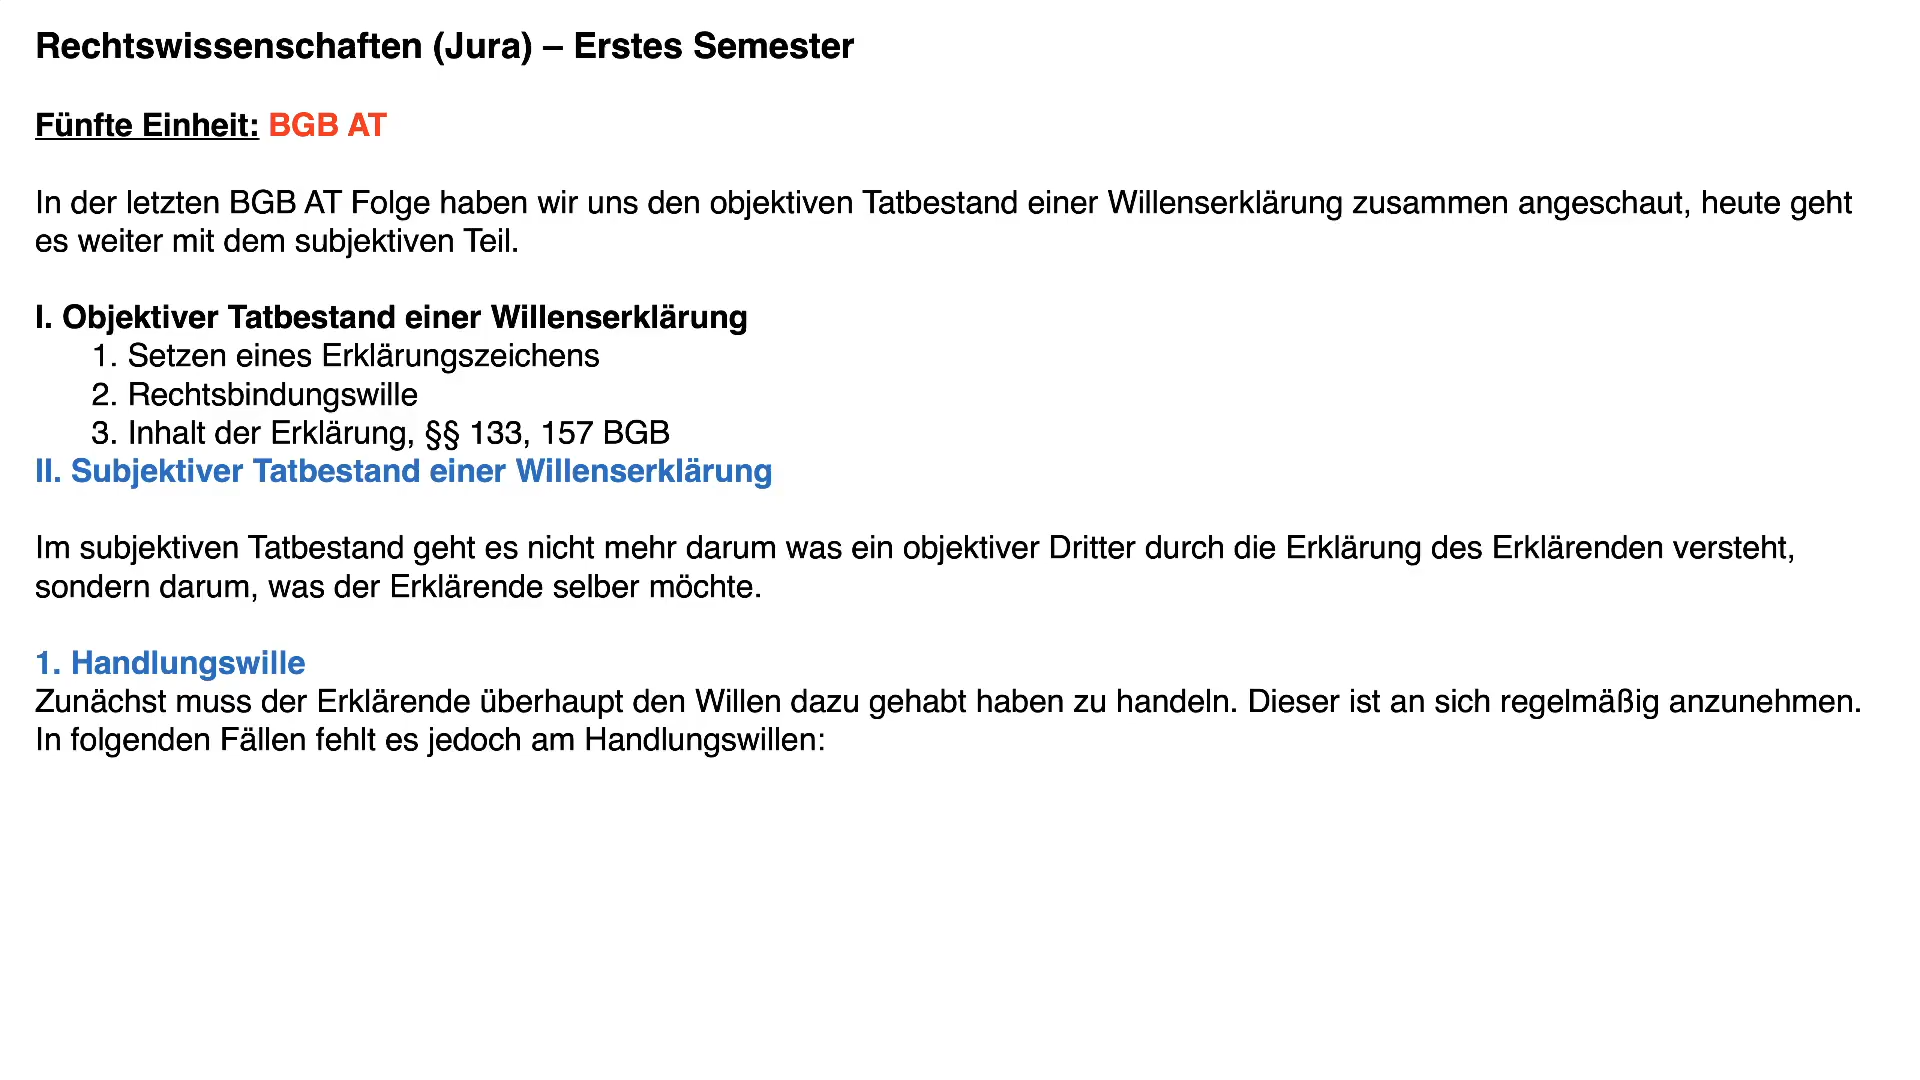 Rechtswissenschaften (Jura) – Erstes Semester
Fünfte Einheit: BGB AT
In der letzten BGB AT Folge haben wir uns den objektiven Tatbestand einer Willenserklärung zusammen angeschaut, heute geht
es weiter mit dem subjektiven Teil.
I. Objektiver Tatbestand einer Willenserklärung
1. Setzen eines Erklärungszeichens
2. Rechtsbindungswille
3. Inhalt der Erklärung, §§ 133, 157 BGB
II. Subjektiver Tatbestand einer Willenserklärung
Im subjektiven Tatbestand geht es nicht mehr darum was ein objektiver Dritter durch die Erklärung des Erklärenden versteht,
sondern darum, was der Erklärende selber möchte.
1. Handlungswille
Zunächst muss der Erklärende überhaupt den Willen dazu gehabt haben zu handeln. Dieser ist an sich regelmäßig anzunehmen.
In folgenden Fällen fehlt es jedoch am Handlungswillen: